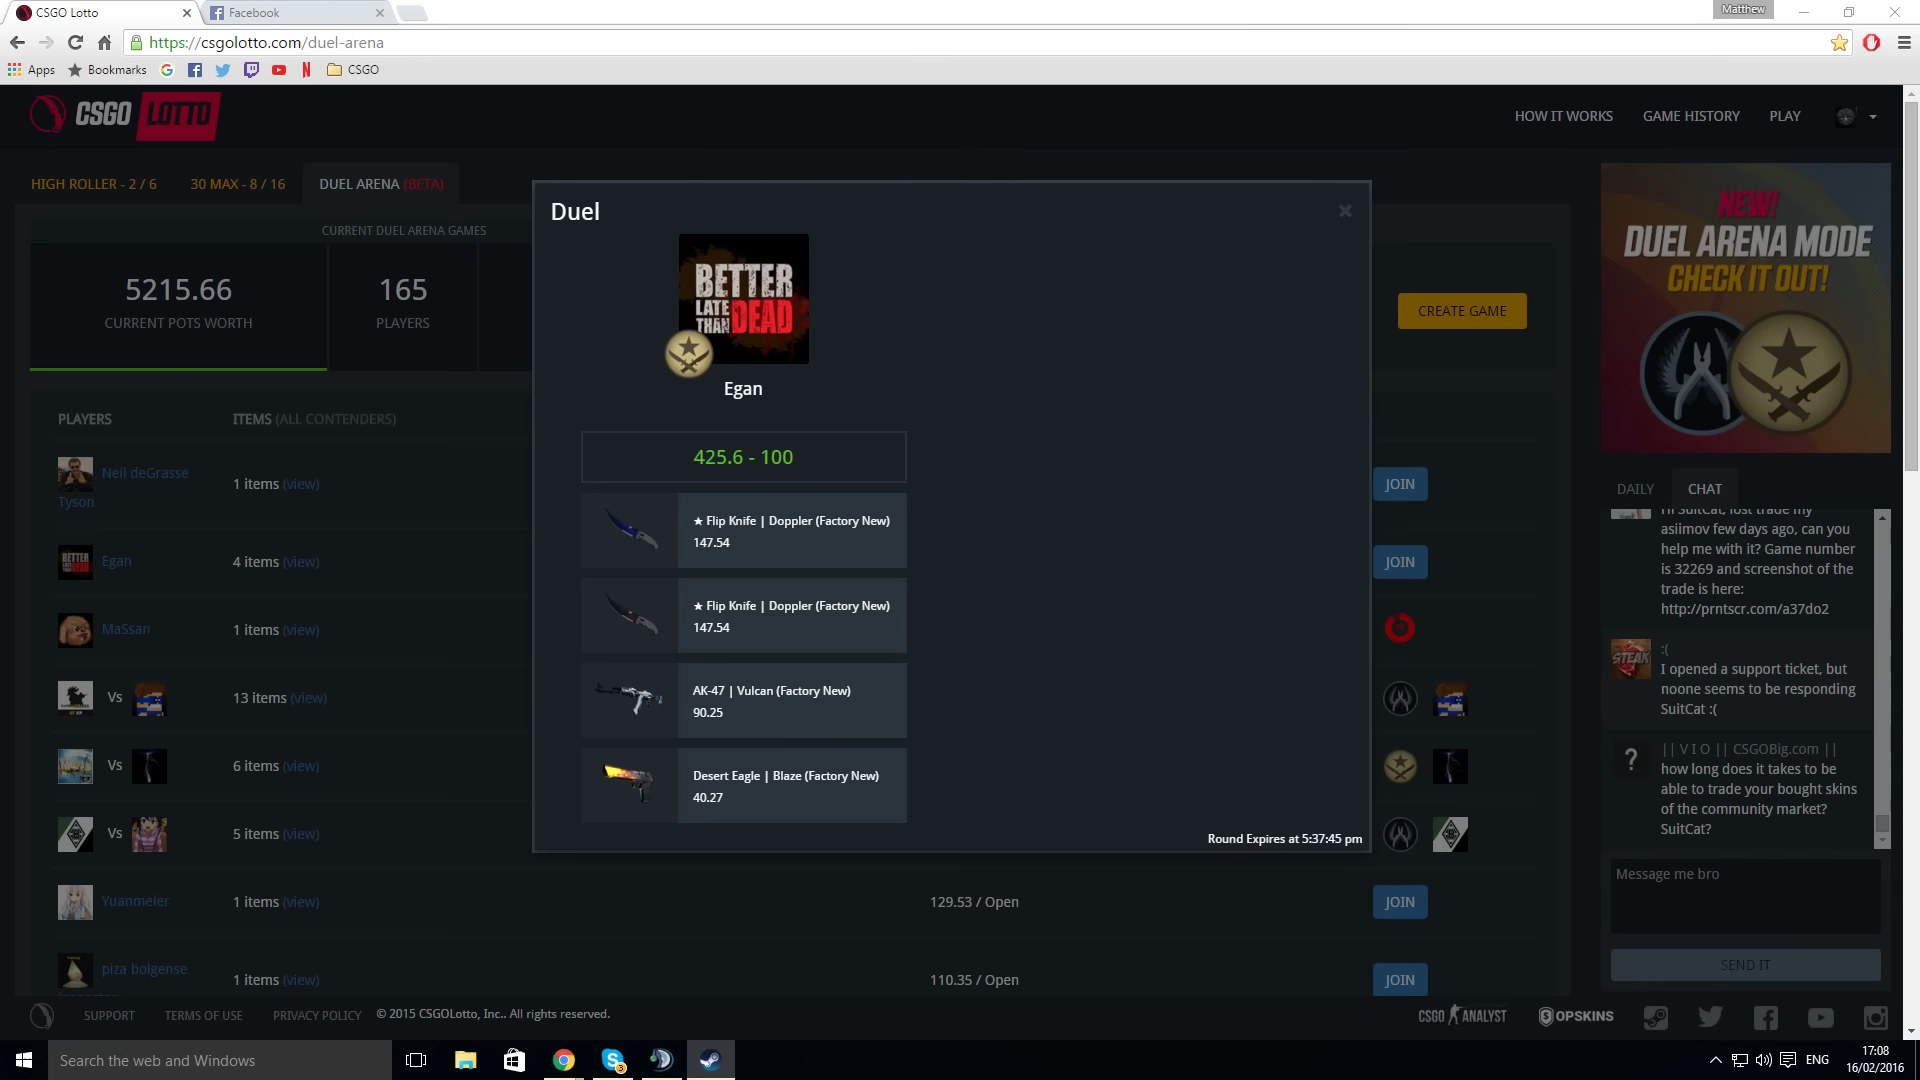 CSGO Lotto
Facebook
Matthew
https://csgolotto.com/duel-arena
Apps
Bookmarks
CSGO
CSGO LOTTO
HOW IT WORKS
GAME HISTORY
PLAY
HIGH ROLLER - 2 / 6
30 MAX - 8 / 16
DUEL ARENA (BETA)
CURRENT DUEL ARENA GAMES
5215.66
CURRENT POTS WORTH
165
PLAYERS
CREATE GAME
PLAYERS
ITEMS (ALL CONTENDERS)
Neil deGrasse
Tyson
1 items (view)
JOIN
Egan
4 items (view)
JOIN
MaSsan
1 items (view)
Vs
13 items (view)
Vs
6 items (view)
Vs
5 items (view)
Yuanmeier
1 items (view)
129.53 / Open
JOIN
piza bolgense
1 items (view)
110.35 / Open
JOIN
Duel
BETTER
LATE
THAN DEAD
Egan
425.6 - 100
★ Flip Knife | Doppler (Factory New)
147.54
★ Flip Knife | Doppler (Factory New)
147.54
AK-47 | Vulcan (Factory New)
90.25
Desert Eagle | Blaze (Factory New)
40.27
Round Expires at 5:37:45 pm
NEW!
DUEL ARENA MODE
CHECK IT OUT!
DAILY
CHAT
Hi SuitCat, lost trade my
asiimov few days ago, can you
help me with it? Game number
is 32269 and screenshot of the
trade is here:
http://prntscr.com/a37do2
STEAK
:(
I opened a support ticket, but
noone seems to be responding
SuitCat :(
?
|| V I O || CSGOBig.com ||
how long does it takes to be
able to trade your bought skins
of the community market?
SuitCat?
Message me bro
SEND IT
SUPPORT
TERMS OF USE
PRIVACY POLICY
© 2015 CSGOLotto, Inc.. All rights reserved.
CSGO ANALYST
OPSKINS
Search the web and Windows
3
ENG
17:08
16/02/2016